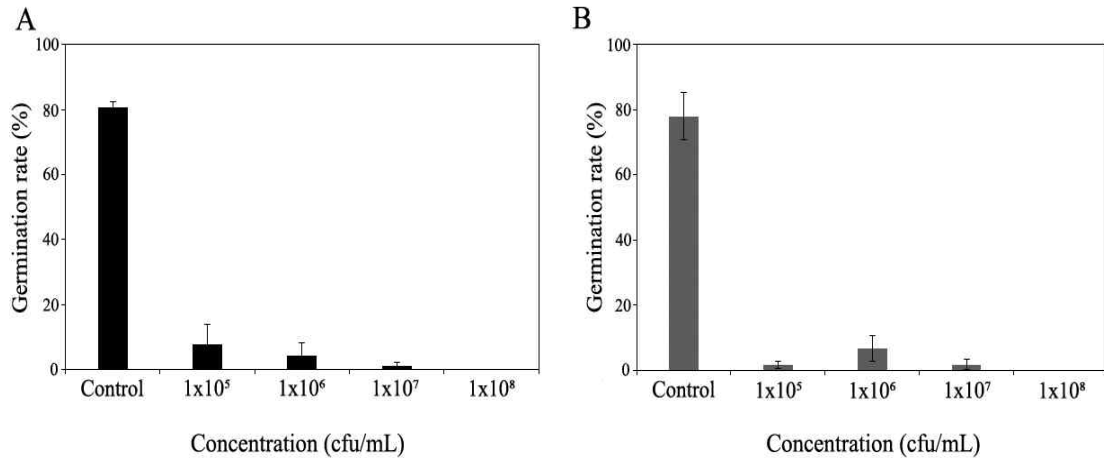 A
Germination rate (%)
100
80
60
40
20
0
Control 1x10⁵ 1x10⁶ 1x10⁷ 1x10⁸
Concentration (cfu/mL)
B
Germination rate (%)
100
80
60
40
20
0
Control 1x10⁵ 1x10⁶ 1x10⁷ 1x10⁸
Concentration (cfu/mL)